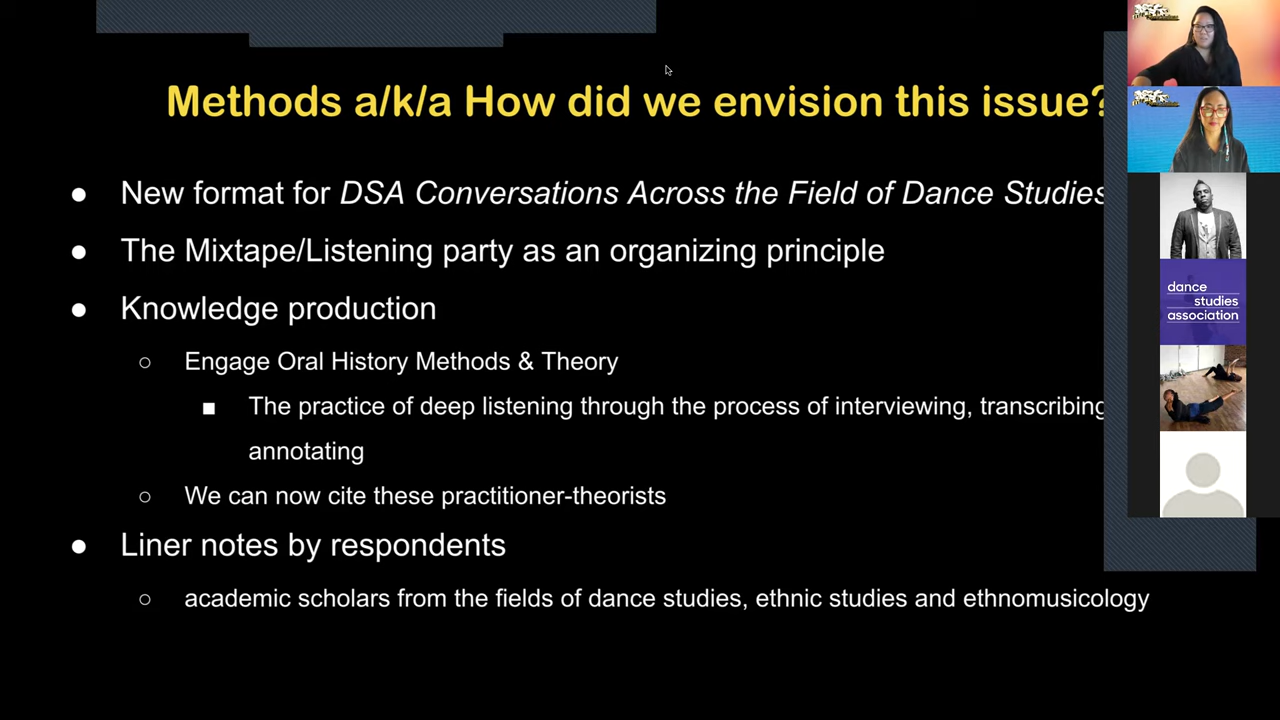 Methods a/k/a How did we envision this issue?
● New format for DSA Conversations Across the Field of Dance Studies
● The Mixtape/Listening party as an organizing principle
● Knowledge production
○ Engage Oral History Methods & Theory
■ The practice of deep listening through the process of interviewing, transcribing
annotating
○ We can now cite these practitioner-theorists
● Liner notes by respondents
○ academic scholars from the fields of dance studies, ethnic studies and ethnomusicology
dance
studies
association